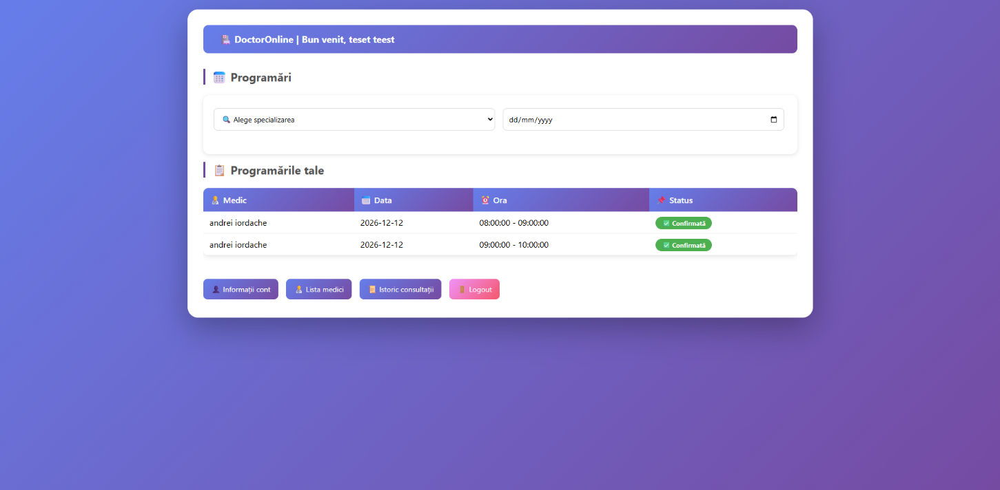 DoctorOnline | Bun venit, teset teest
Programări
Alege specializarea dd/mm/yyyy
Programările tale
Medic Data Ora Status
andrei iordache 2026-12-12 08:00:00 - 09:00:00 Confirmată
andrei iordache 2026-12-12 09:00:00 - 10:00:00 Confirmată
Informații cont Lista medici Istoric consultații Logout